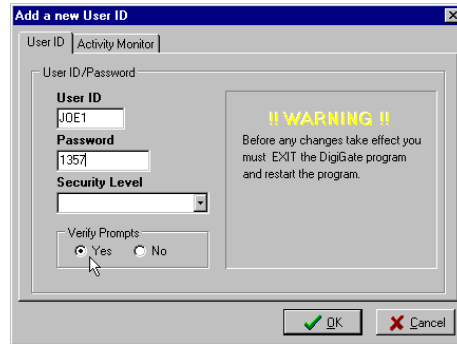 Add a new User ID
User ID Activity Monitor
User ID/Password
User ID
JOE1
Password
1357
Security Level
Verify Prompts
Yes No
!! WARNING !!
Before any changes take effect you
must EXIT the DigiGate program
and restart the program.
OK Cancel